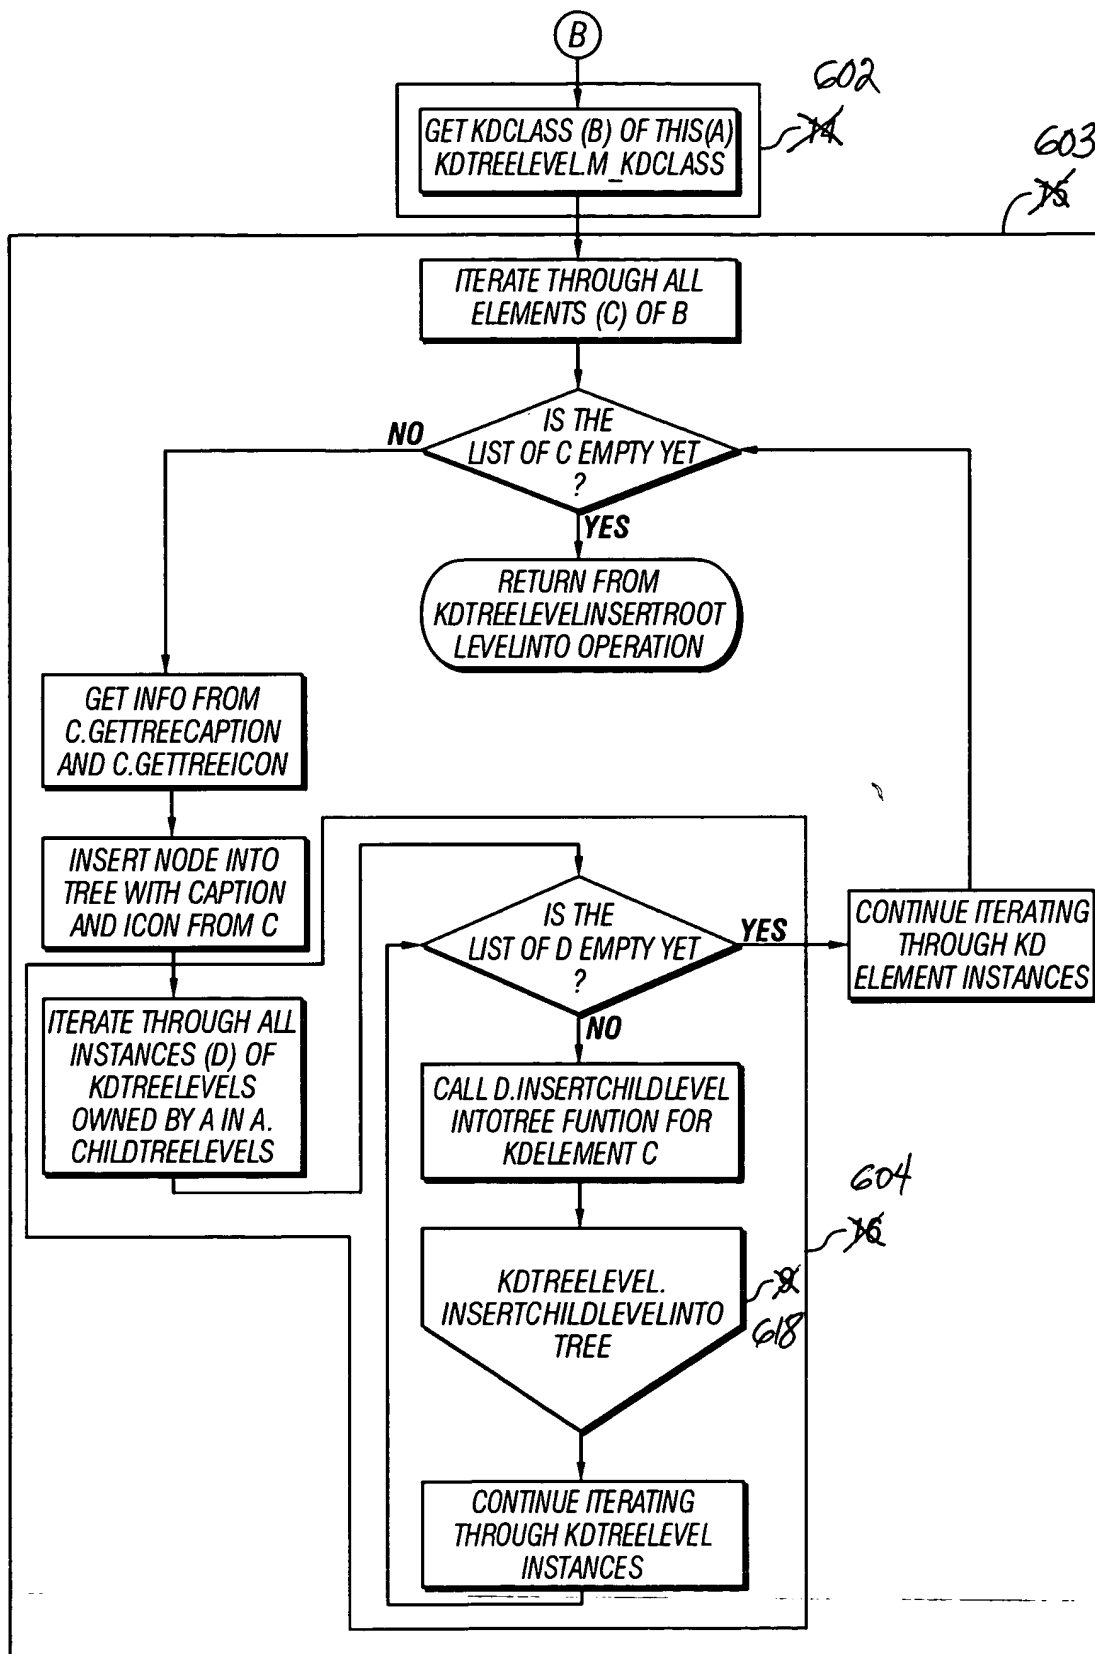 B
602
GET KDCLASS (B) OF THIS(A)
KDTREELEVEL.M_KDCLASS
14
603
15
ITERATE THROUGH ALL
ELEMENTS (C) OF B
IS THE
LIST OF C EMPTY YET
?
NO
YES
RETURN FROM
KDTREELEVELINSERTROOT
LEVELINTO OPERATION
GET INFO FROM
C.GETTREECAPTION
AND C.GETTREEICON
INSERT NODE INTO
TREE WITH CAPTION
AND ICON FROM C
IS THE
LIST OF D EMPTY YET
?
YES
NO
CONTINUE ITERATING
THROUGH KD
ELEMENT INSTANCES
ITERATE THROUGH ALL
INSTANCES (D) OF
KDTREELEVELS
OWNED BY A IN A.
CHILDTREELEVELS
CALL D.INSERTCHILDLEVEL
INTOTREE FUNTION FOR
KDELEMENT C
604
16
KDTREELEVEL.
INSERTCHILDLEVELINTO
TREE
618
CONTINUE ITERATING
THROUGH KDTREELEVEL
INSTANCES